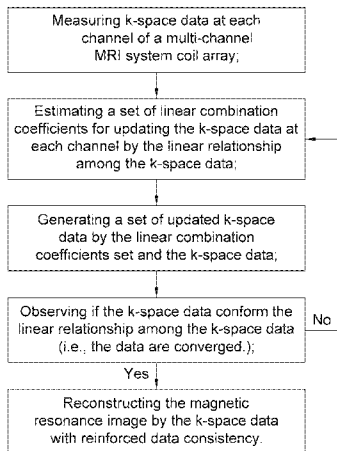 Measuring k-space data at each
channel of a multi-channel
MRI system coil array;
Estimating a set of linear combination
coefficients for updating the k-space data at
each channel by the linear relationship
among the k-space data;
Generating a set of updated k-space
data by the linear combination
coefficients set and the k-space data;
Observing if the k-space data conform the
linear relationship among the k-space data
(i.e., the data are converged.);
No
Yes
Reconstructing the magnetic
resonance image by the k-space data
with reinforced data consistency.